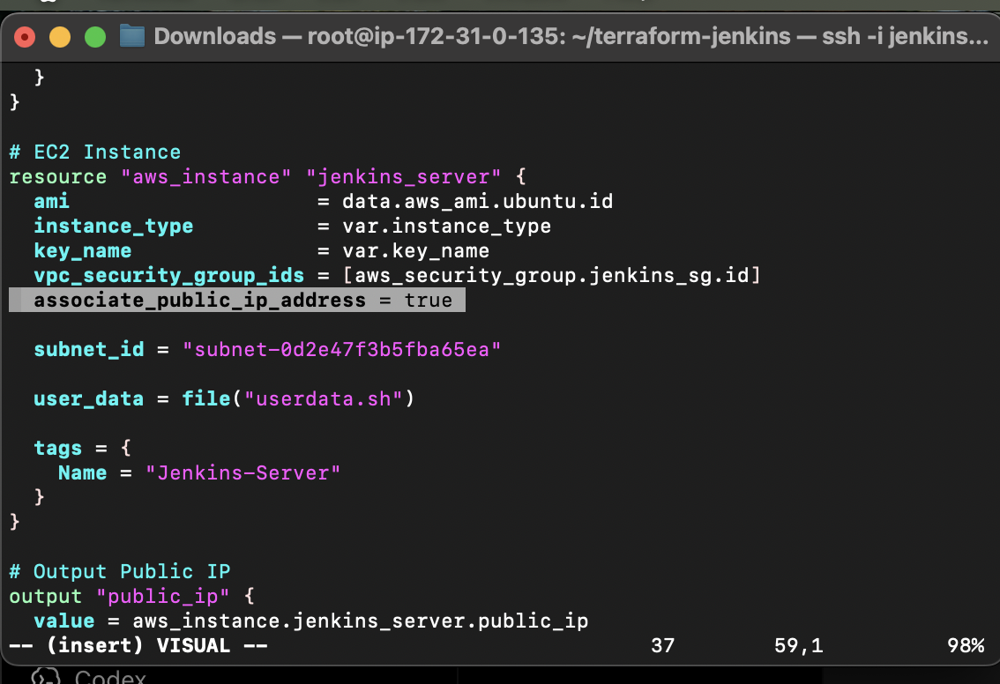 Downloads — root@ip-172-31-0-135: ~/terraform-jenkins — ssh -i jenkins...
  }
}

# EC2 Instance
resource "aws_instance" "jenkins_server" {
  ami                    = data.aws_ami.ubuntu.id
  instance_type          = var.instance_type
  key_name               = var.key_name
  vpc_security_group_ids = [aws_security_group.jenkins_sg.id]
  associate_public_ip_address = true

  subnet_id = "subnet-0d2e47f3b5fba65ea"

  user_data = file("userdata.sh")

  tags = {
    Name = "Jenkins-Server"
  }
}

# Output Public IP
output "public_ip" {
  value = aws_instance.jenkins_server.public_ip
-- (insert) VISUAL -- 37 59,1 98%
Codex